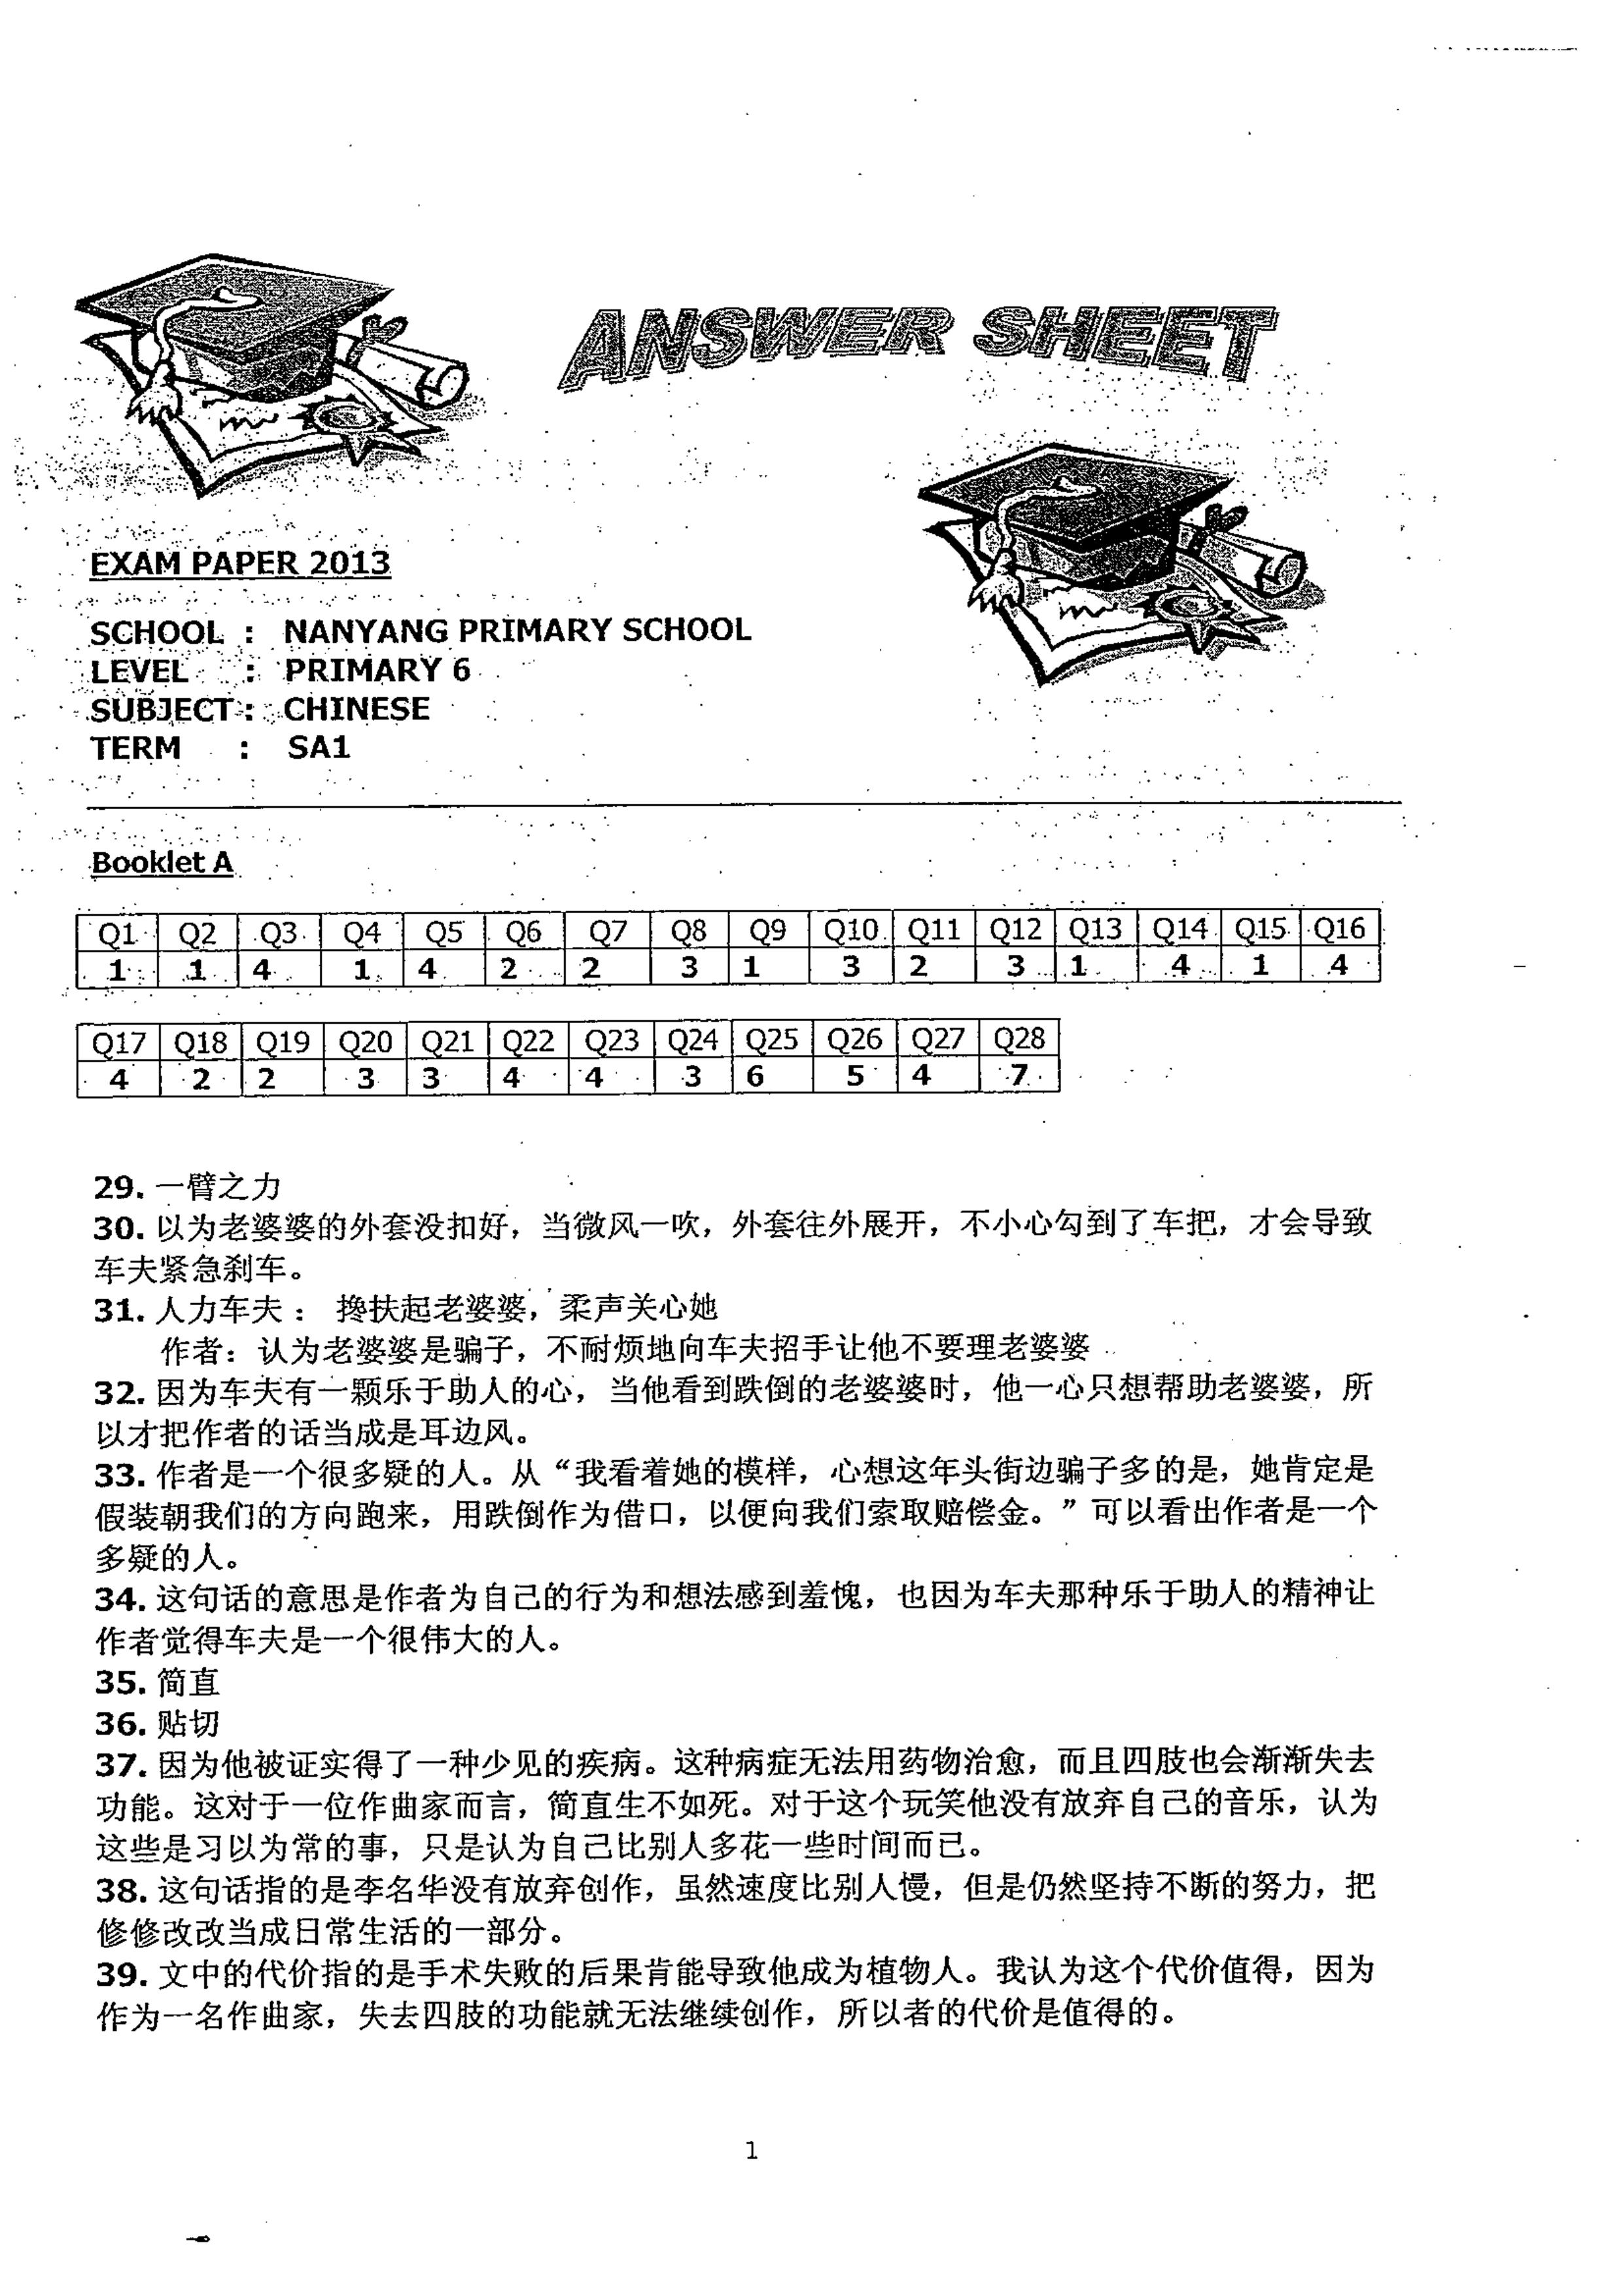 ANSWER SHEET
EXAM PAPER 2013
SCHOOL : NANYANG PRIMARY SCHOOL
LEVEL : PRIMARY 6
SUBJECT : CHINESE
TERM : SA1
Booklet A
Q1 Q2 Q3 Q4 Q5 Q6 Q7 Q8 Q9 Q10 Q11 Q12 Q13 Q14 Q15 Q16
1 1 4 1 4 2 2 3 1 3 2 3 1 4 1 4
Q17 Q18 Q19 Q20 Q21 Q22 Q23 Q24 Q25 Q26 Q27 Q28
4 2 2 3 3 4 4 3 6 5 4 7
29. 一臂之力
30. 以为老婆婆的外套没扣好，当微风一吹，外套往外展开，不小心勾到了车把，才会导致
车夫紧急刹车。
31. 人力车夫： 搀扶起老婆婆，柔声关心她
作者：认为老婆婆是骗子，不耐烦地向车夫招手让他不要理老婆婆
32. 因为车夫有一颗乐于助人的心，当他看到跌倒的老婆婆时，他一心只想帮助老婆婆，所
以才把作者的话当成是耳边风。
33. 作者是一个很多疑的人。从“我看着她的模样，心想这年头街边骗子多的是，她肯定是
假装朝我们的方向跑来，用跌倒作为借口，以便向我们索取赔偿金。”可以看出作者是一个
多疑的人。
34. 这句话的意思是作者为自己的行为和想法感到羞愧，也因为车夫那种乐于助人的精神让
作者觉得车夫是一个很伟大的人。
35. 简直
36. 贴切
37. 因为他被证实得了一种少见的疾病。这种病症无法用药物治愈，而且四肢也会渐渐失去
功能。这对于一位作曲家而言，简直生不如死。对于这个玩笑他没有放弃自己的音乐，认为
这些是习以为常的事，只是认为自己比别人多花一些时间而已。
38. 这句话指的是李名华没有放弃创作，虽然速度比别人慢，但是仍然坚持不断的努力，把
修修改改当成日常生活的一部分。
39. 文中的代价指的是手术失败的后果肯能导致他成为植物人。我认为这个代价值得，因为
作为一名作曲家，失去四肢的功能就无法继续创作，所以者的代价是值得的。
1